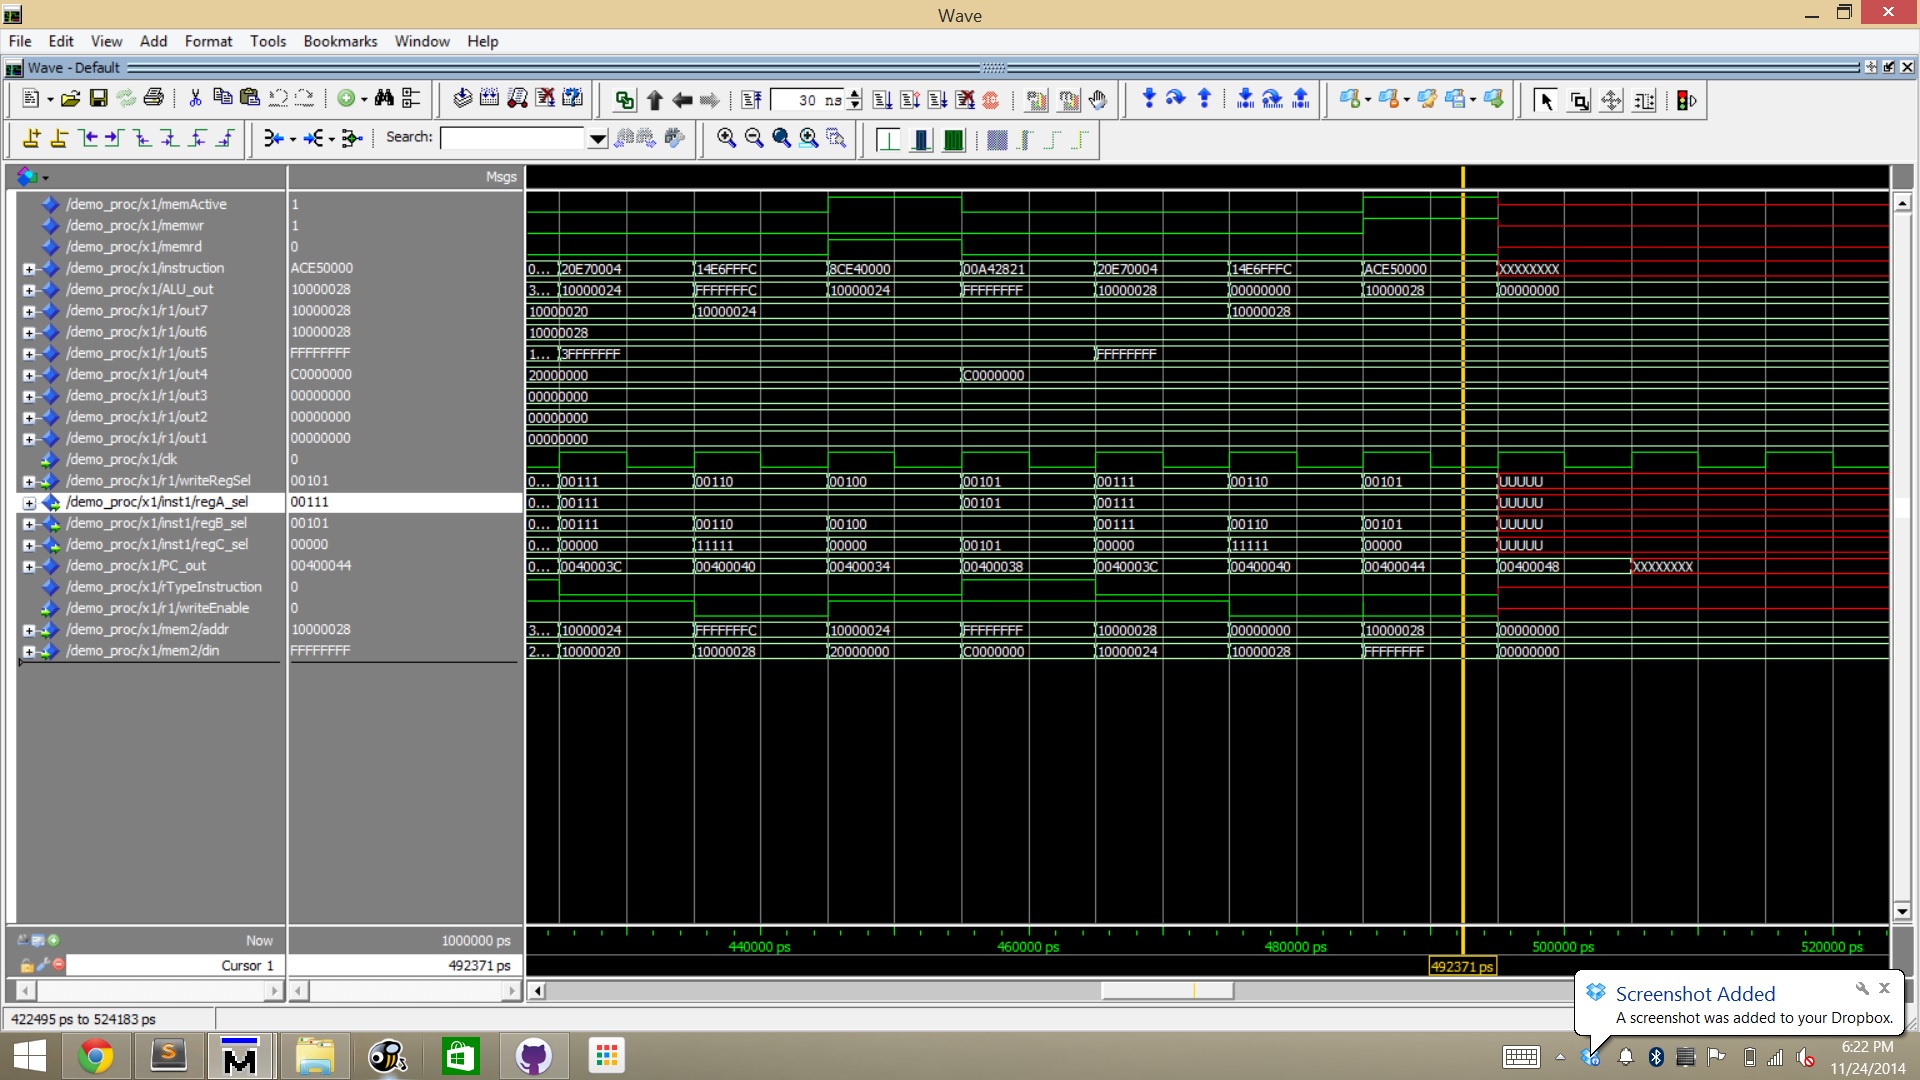 Wave
File Edit View Add Format Tools Bookmarks Window Help
Wave - Default
30 ns
Search:
Msgs
/demo_proc/x1/memActive 1
/demo_proc/x1/memwr 1
/demo_proc/x1/memrd 0
/demo_proc/x1/instruction ACE50000 0... 20E70004 14E6FFFC 8CE40000 00A42821 20E70004 14E6FFFC ACE50000 XXXXXXXX
/demo_proc/x1/ALU_out 10000028 3... 10000024 FFFFFFFC 10000024 FFFFFFFF 10000028 00000000 10000028 00000000
/demo_proc/x1/r1/out7 10000028 10000020 10000024 10000028
/demo_proc/x1/r1/out6 10000028 10000028
/demo_proc/x1/r1/out5 FFFFFFFF 1... 3FFFFFFF FFFFFFFF
/demo_proc/x1/r1/out4 C0000000 20000000 C0000000
/demo_proc/x1/r1/out3 00000000 00000000
/demo_proc/x1/r1/out2 00000000 00000000
/demo_proc/x1/r1/out1 00000000 00000000
/demo_proc/x1/clk 0
/demo_proc/x1/r1/writeRegSel 00101 0... 00111 00110 00100 00101 00111 00110 00101 UUUUU
/demo_proc/x1/inst1/regA_sel 00111 0... 00111 00101 00111 UUUUU
/demo_proc/x1/inst1/regB_sel 00101 0... 00111 00110 00100 00111 00110 00101 UUUUU
/demo_proc/x1/inst1/regC_sel 00000 0... 00000 11111 00000 00101 00000 11111 00000 UUUUU
/demo_proc/x1/PC_out 00400044 0... 0040003C 00400040 00400034 00400038 0040003C 00400040 00400044 00400048 XXXXXXXX
/demo_proc/x1/rTypeInstruction 0
/demo_proc/x1/r1/writeEnable 0
/demo_proc/x1/mem2/addr 10000028 3... 10000024 FFFFFFFC 10000024 FFFFFFFF 10000028 00000000 10000028 00000000
/demo_proc/x1/mem2/din FFFFFFFF 2... 10000020 10000028 20000000 C0000000 10000024 10000028 FFFFFFFF 00000000
Now 1000000 ps 440000 ps 460000 ps 480000 ps 500000 ps 520000 ps
Cursor 1 492371 ps 492371 ps
422495 ps to 524183 ps
Screenshot Added
A screenshot was added to your Dropbox.
6:22 PM
11/24/2014